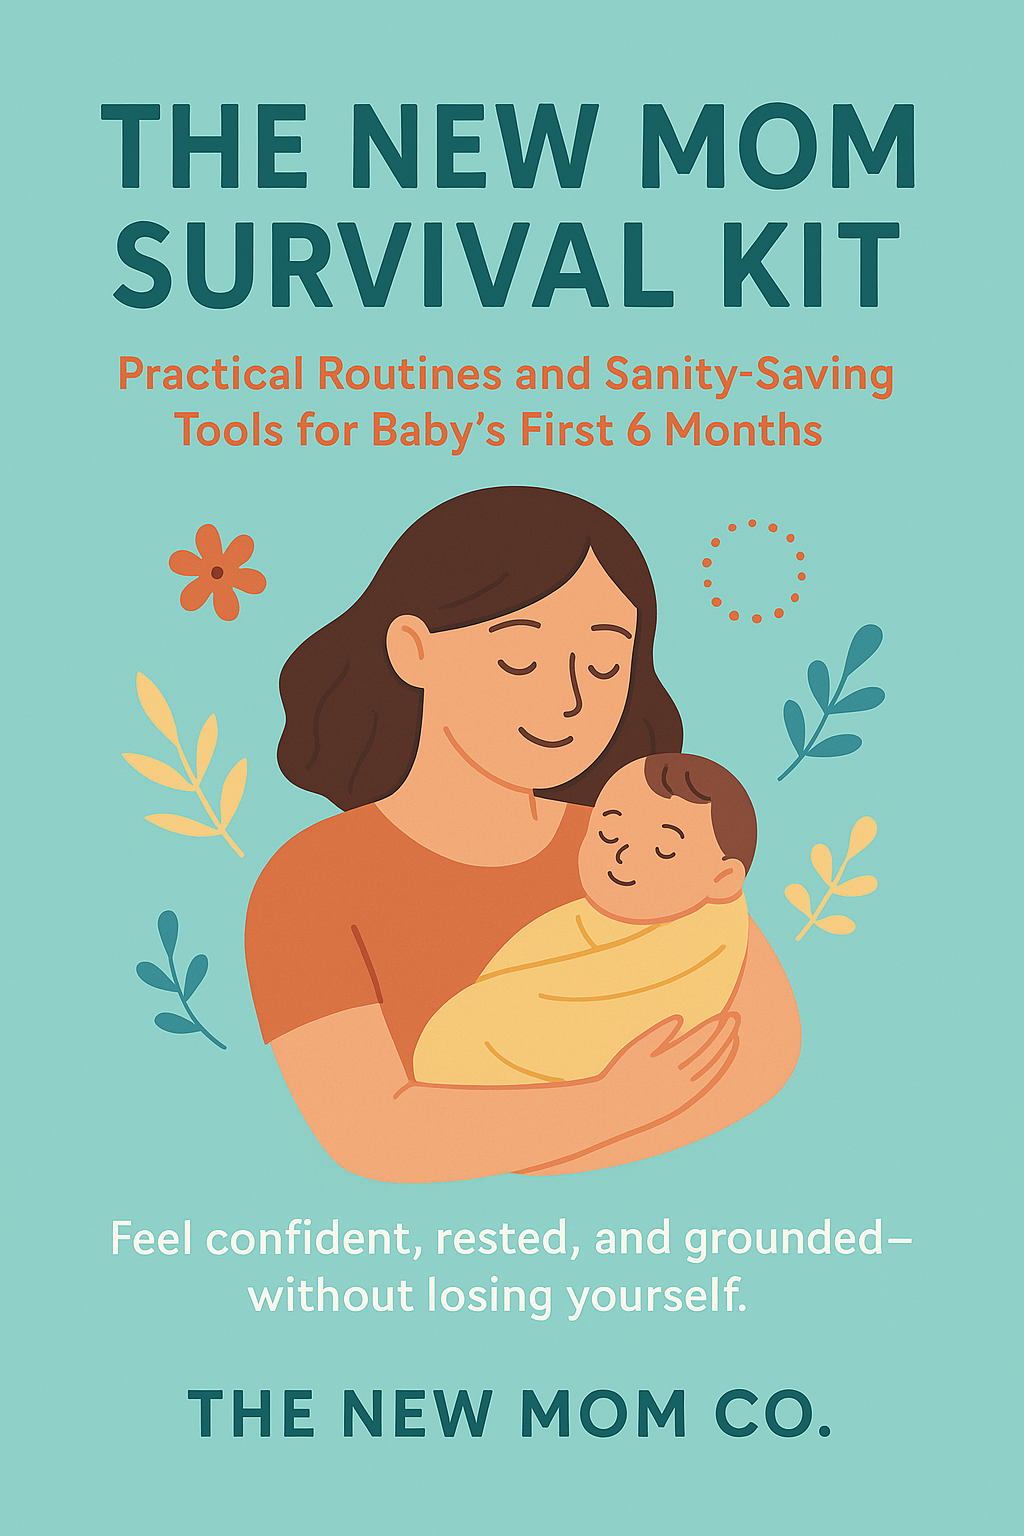 THE NEW MOM
SURVIVAL KIT
Practical Routines and Sanity-Saving
Tools for Baby’s First 6 Months
Feel confident, rested, and grounded–
without losing yourself.
THE NEW MOM CO.